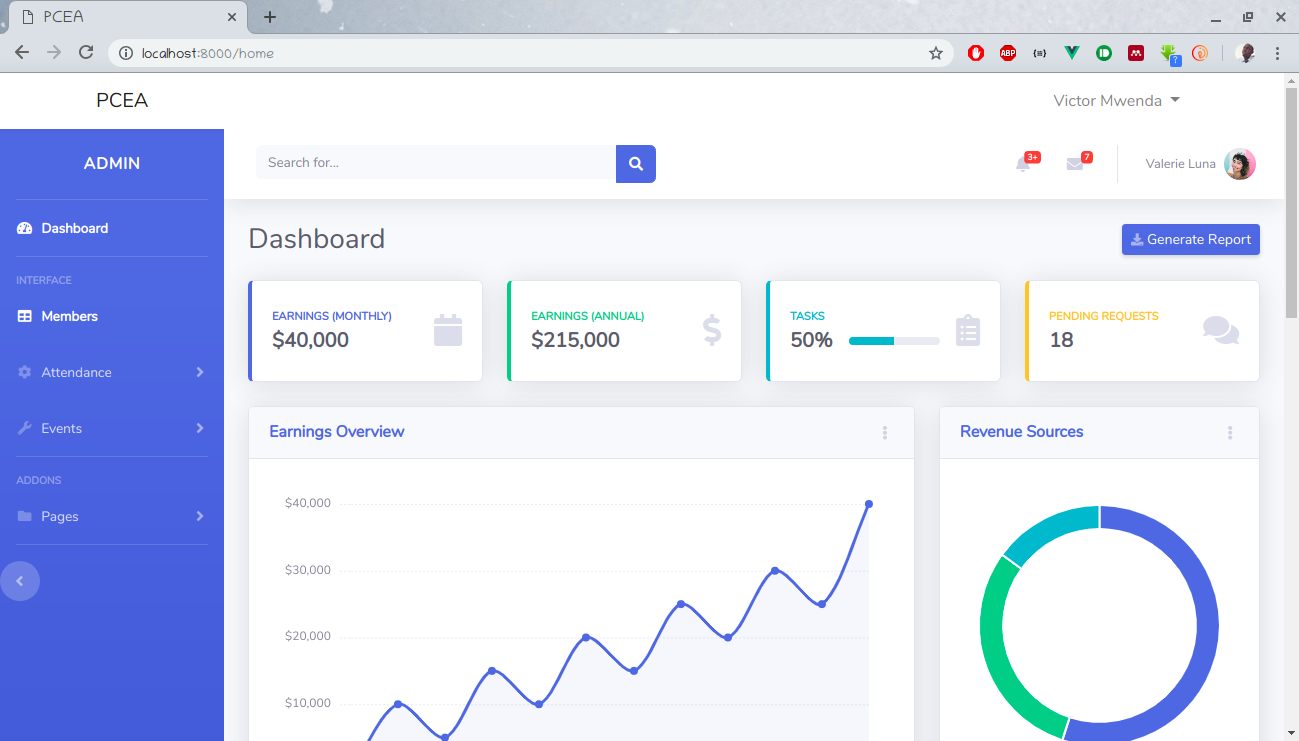 PCEA
localhost:8000/home
ABP
?
PCEA
Victor Mwenda
ADMIN
Search for...
3+
7
Valerie Luna
Dashboard
INTERFACE
Members
Attendance
Events
ADDONS
Pages
Dashboard
Generate Report
EARNINGS (MONTHLY)
$40,000
EARNINGS (ANNUAL)
$215,000
TASKS
50%
PENDING REQUESTS
18
Earnings Overview
$40,000
$30,000
$20,000
$10,000
Revenue Sources